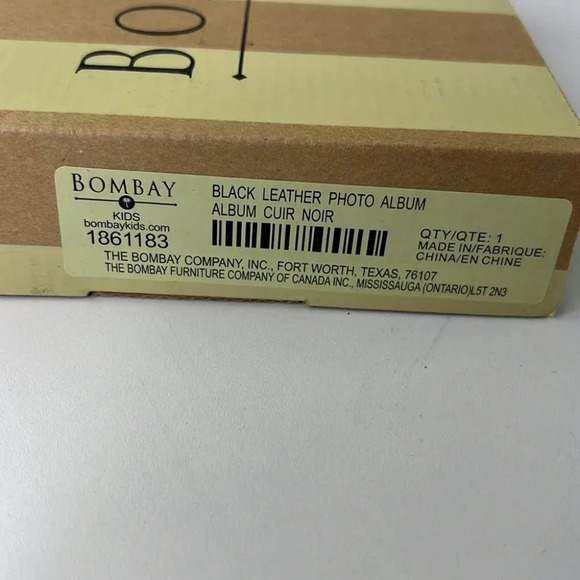 BO
BOMBAY
KIDS
bombaykids.com
1861183
BLACK LEATHER PHOTO ALBUM
ALBUM CUIR NOIR
QTY/QTE: 1
MADE IN/FABRIQUE:
CHINA/EN CHINE
THE BOMBAY COMPANY, INC., FORT WORTH, TEXAS, 76107
THE BOMBAY FURNITURE COMPANY OF CANADA INC., MISSISSAUGA (ONTARIO)L5T 2N3